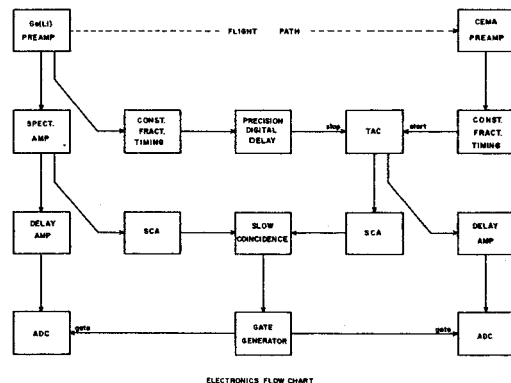 Ge(Li)
PREAMP
FLIGHT PATH
CEMA
PREAMP
SPECT.
AMP
CONST.
FRACT.
TIMING
PRECISION
DIGITAL
DELAY
stop
TAC
start
CONST.
FRACT.
TIMING
DELAY
AMP
SCA
SLOW
COINCIDENCE
SCA
DELAY
AMP
ADC
gate
GATE
GENERATOR
gate
ADC
ELECTRONICS FLOW CHART